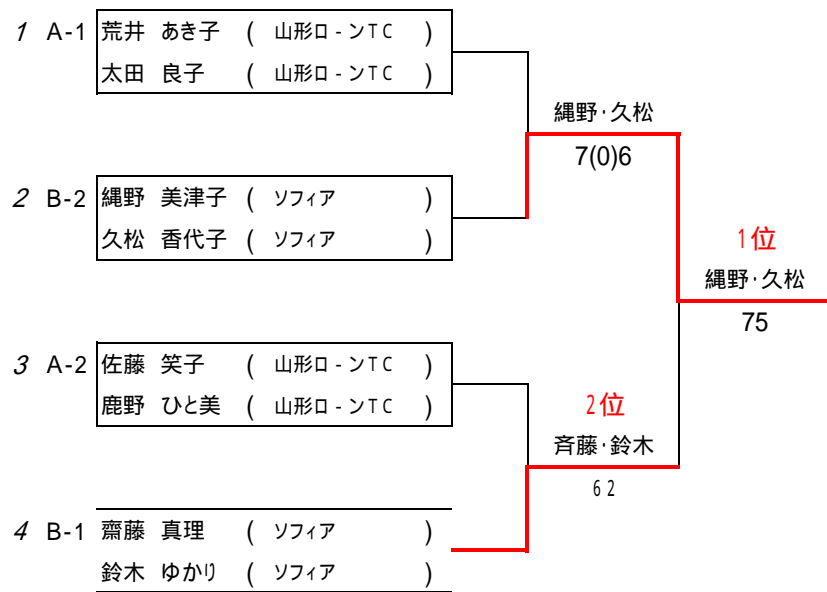 1 A-1 荒井 あき子 ( 山形ロ-ンTC )
太田 良子 ( 山形ロ-ンTC )
縄野・久松
7(0)6
2 B-2 縄野 美津子 ( ソフィア )
久松 香代子 ( ソフィア )
1位
縄野・久松
75
3 A-2 佐藤 笑子 ( 山形ロ-ンTC )
鹿野 ひと美 ( 山形ロ-ンTC )
2位
斉藤・鈴木
62
4 B-1 齋藤 真理 ( ソフィア )
鈴木 ゆかり ( ソフィア )